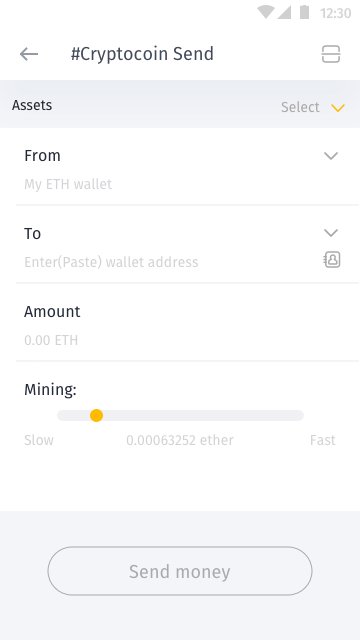 12:30
#Cryptocoin Send
Assets
Select
From
My ETH wallet
To
Enter(Paste) wallet address
Amount
0.00 ETH
Mining:
Slow 0.00063252 ether Fast
Send money